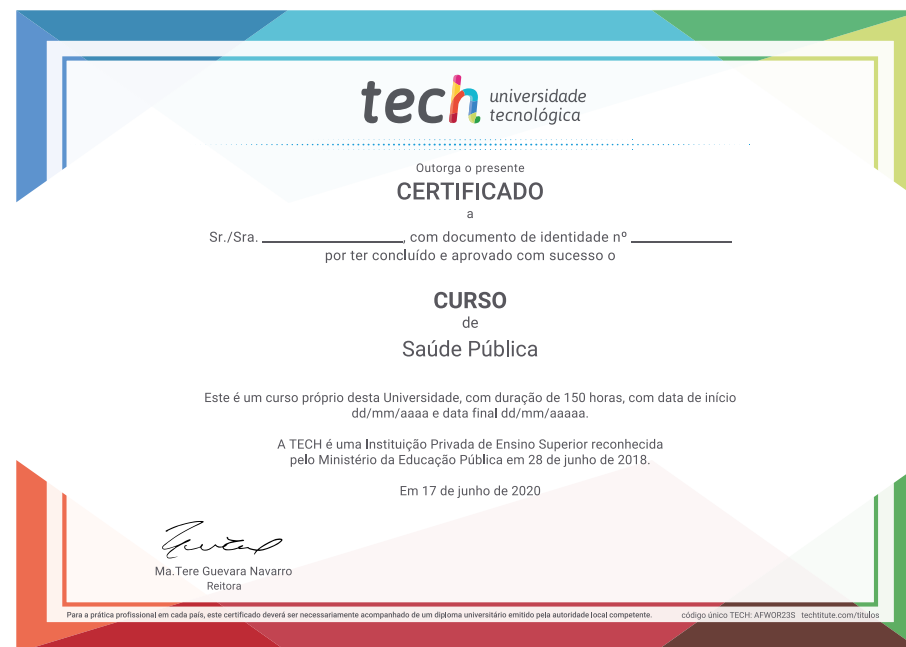 tech universidade
tecnológica
Outorga o presente
CERTIFICADO
a
Sr./Sra. ____________, com documento de identidade nº ____________
por ter concluído e aprovado com sucesso o
CURSO
de
Saúde Pública
Este é um curso próprio desta Universidade, com duração de 150 horas, com data de início
dd/mm/aaaa e data final dd/mm/aaaaa.
A TECH é uma Instituição Privada de Ensino Superior reconhecida
pelo Ministério da Educação Pública em 28 de junho de 2018.
Em 17 de junho de 2020
Ma.Tere Guevara Navarro
Reitora
Para a prática profissional em cada país, este certificado deverá ser necessariamente acompanhado de um diploma universitário emitido pela autoridade local competente. código único TECH: AFWOR23S techtitute.com/titulos